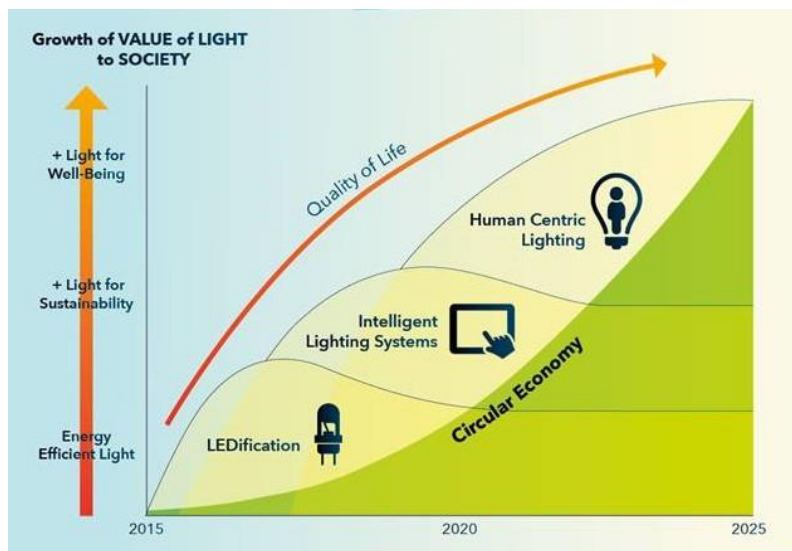 Growth of VALUE of LIGHT
to SOCIETY
+ Light for
Well-Being
+ Light for
Sustainability
Energy
Efficient Light
Quality of Life
Human Centric
Lighting
Intelligent
Lighting Systems
LEDification
Circular Economy
2015
2020
2025